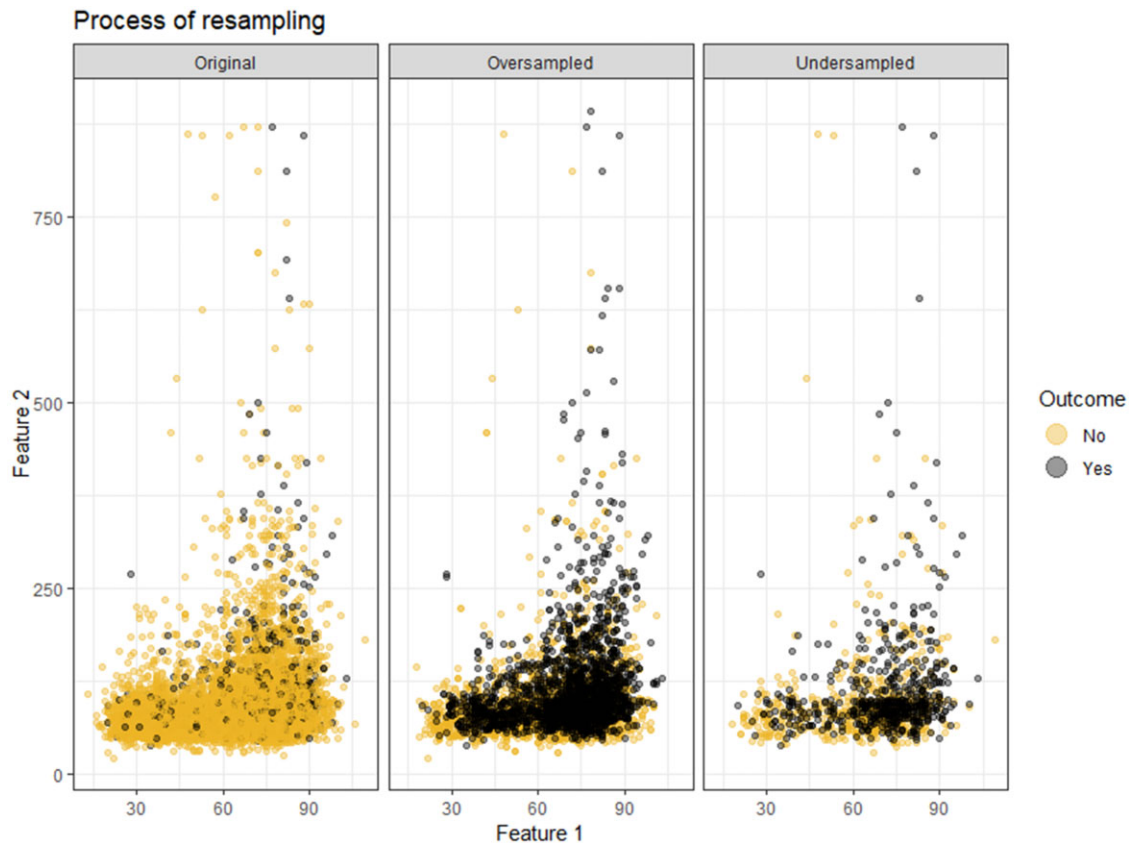 Process of resampling
Original
Oversampled
Undersampled
Feature 2
750
500
250
0
30
60
90
30
60
90
30
60
90
Feature 1
Outcome
No
Yes